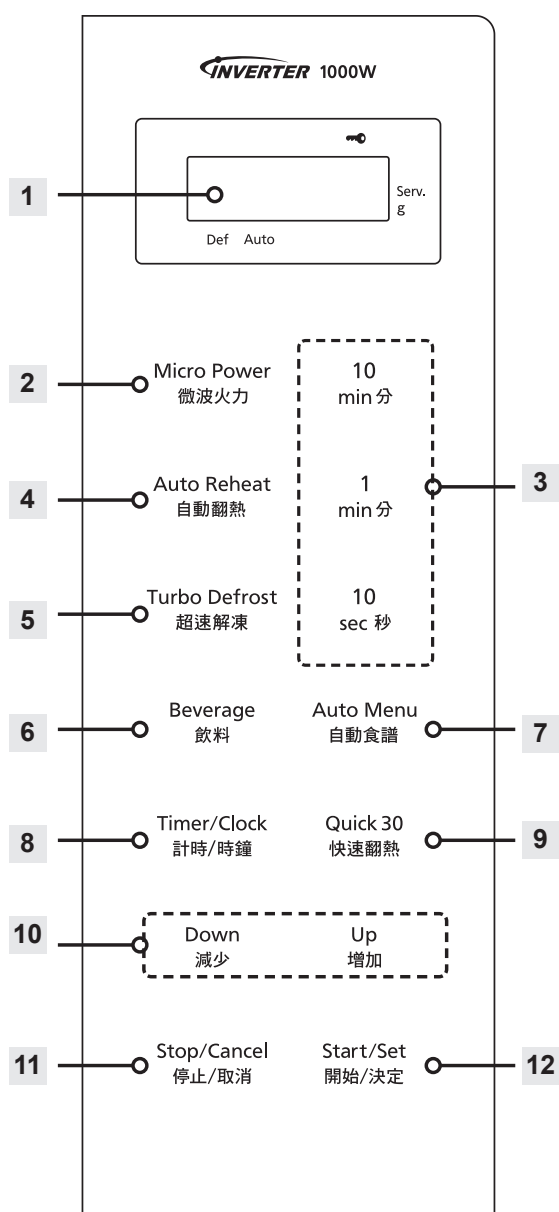 INVERTER 1000W
1
Serv.
g
Def Auto
2
Micro Power
微波火力
10
min 分
3
4
Auto Reheat
自動翻熱
1
min 分
5
Turbo Defrost
超速解凍
10
sec 秒
6
Beverage
飲料
Auto Menu
自動食譜
7
8
Timer/Clock
計時/時鐘
Quick 30
快速翻熱
9
10
Down
減少
Up
增加
11
Stop/Cancel
停止/取消
Start/Set
開始/決定
12